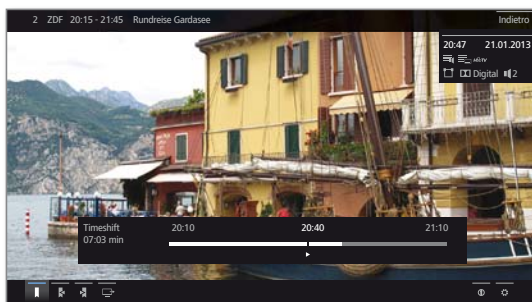 2 ZDF 20:15 - 21:45 Rundreise Gardasee Indietro
20:47 21.01.2013
Digital 2
Timeshift 20:10 20:40 21:10
07:03 min